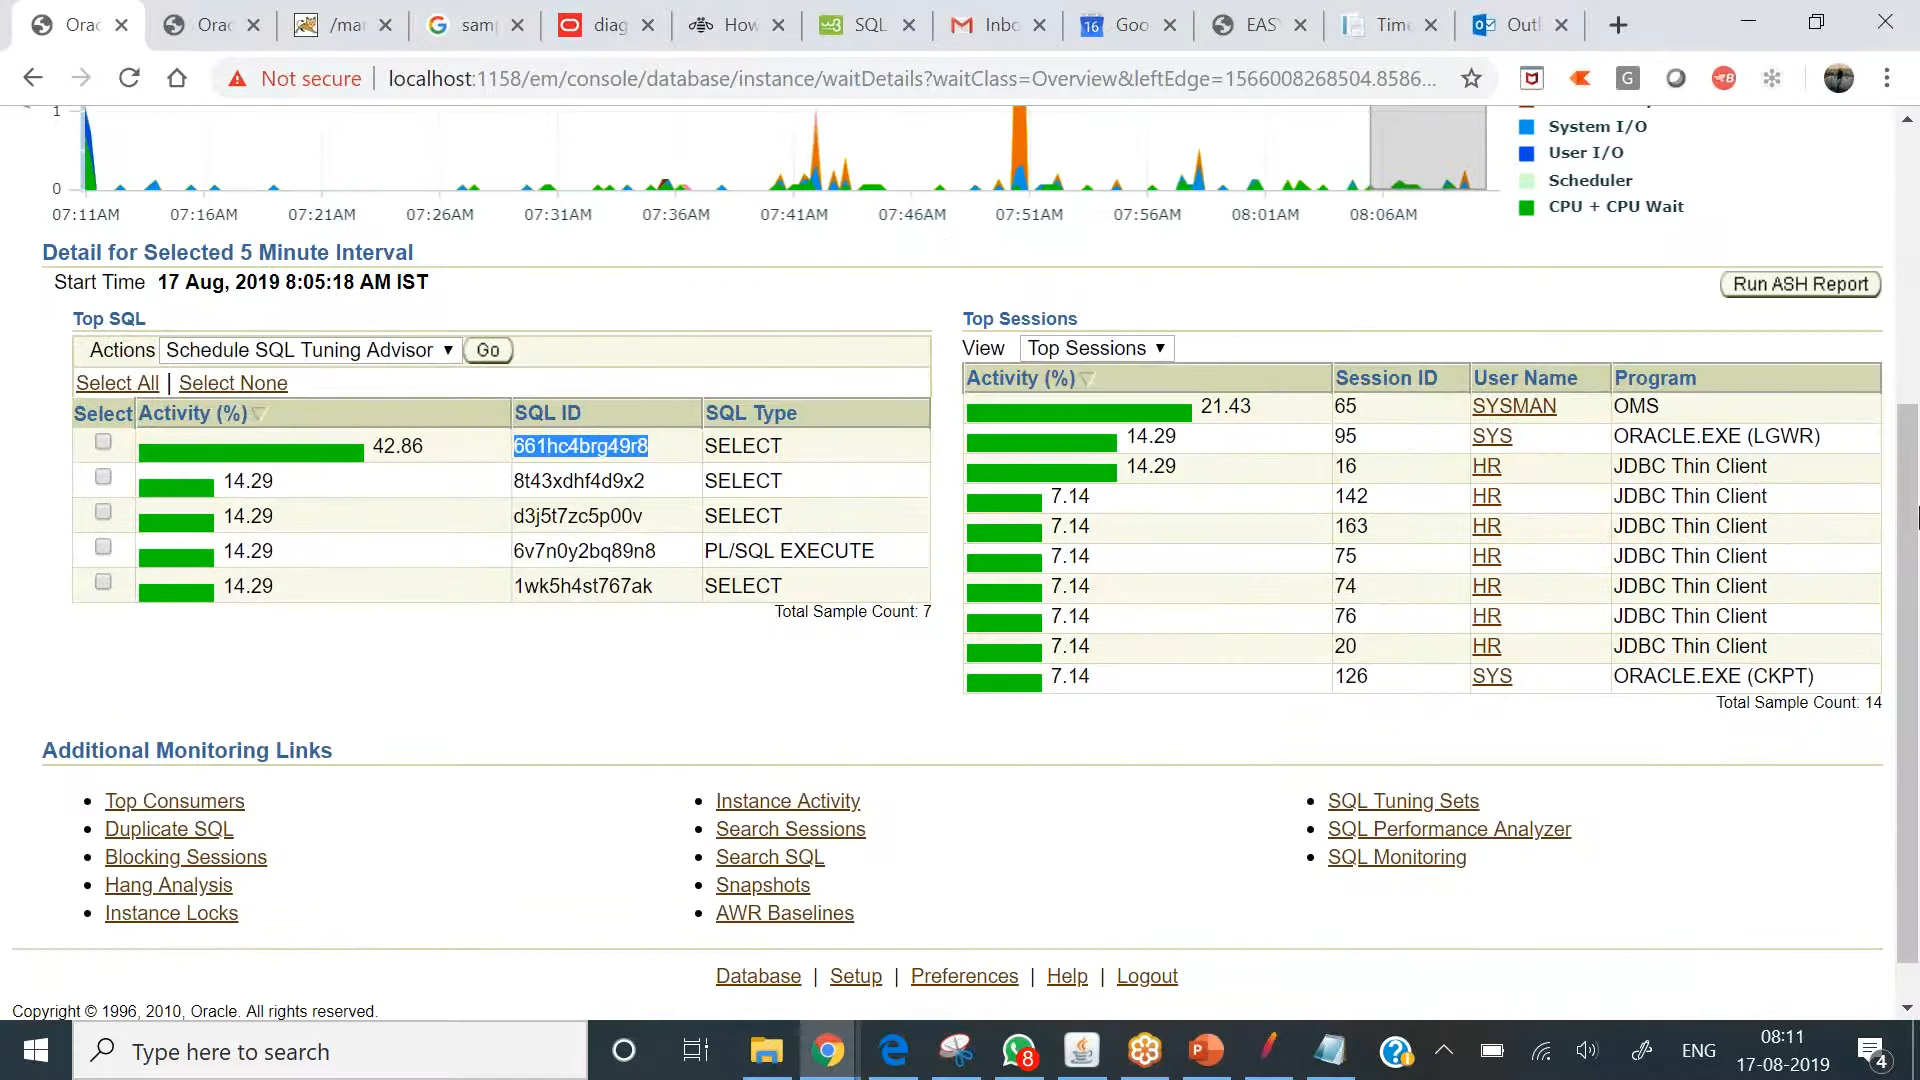 Orac
Orac
/mar
sam
diag
How
SQL
Inbo
16
Goo
EAS
Time
Outl
Not secure
localhost:1158/em/console/database/instance/waitDetails?waitClass=Overview&leftEdge=1566008268504.8586...
1
0
07:11AM 07:16AM 07:21AM 07:26AM 07:31AM 07:36AM 07:41AM 07:46AM 07:51AM 07:56AM 08:01AM 08:06AM
System I/O
User I/O
Scheduler
CPU + CPU Wait
Detail for Selected 5 Minute Interval
Start Time 17 Aug, 2019 8:05:18 AM IST
Run ASH Report
Top SQL
Actions Schedule SQL Tuning Advisor Go
Select All | Select None
Select Activity (%) SQL ID SQL Type
42.86 661hc4brg49r8 SELECT
14.29 8t43xdhf4d9x2 SELECT
14.29 d3j5t7zc5p00v SELECT
14.29 6v7n0y2bq89n8 PL/SQL EXECUTE
14.29 1wk5h4st767ak SELECT
Total Sample Count: 7
Top Sessions
View Top Sessions
Activity (%) Session ID User Name Program
21.43 65 SYSMAN OMS
14.29 95 SYS ORACLE.EXE (LGWR)
14.29 16 HR JDBC Thin Client
7.14 142 HR JDBC Thin Client
7.14 163 HR JDBC Thin Client
7.14 75 HR JDBC Thin Client
7.14 74 HR JDBC Thin Client
7.14 76 HR JDBC Thin Client
7.14 20 HR JDBC Thin Client
7.14 126 SYS ORACLE.EXE (CKPT)
Total Sample Count: 14
Additional Monitoring Links
Top Consumers
Duplicate SQL
Blocking Sessions
Hang Analysis
Instance Locks
Instance Activity
Search Sessions
Search SQL
Snapshots
AWR Baselines
SQL Tuning Sets
SQL Performance Analyzer
SQL Monitoring
Database | Setup | Preferences | Help | Logout
Copyright © 1996, 2010, Oracle. All rights reserved.
Type here to search
8
ENG
08:11
17-08-2019
4